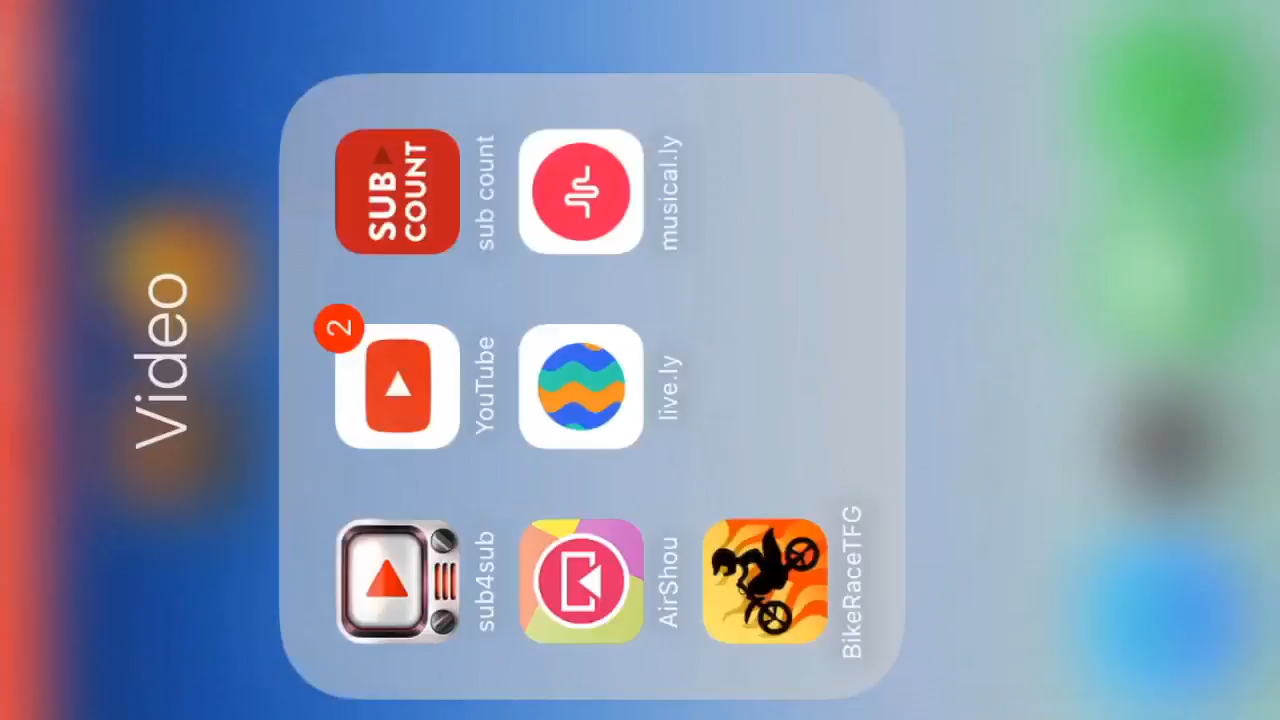 Video
2
sub4sub
YouTube
SUB
COUNT
sub count
AirShou
live.ly
musical.ly
BikeRaceTFG